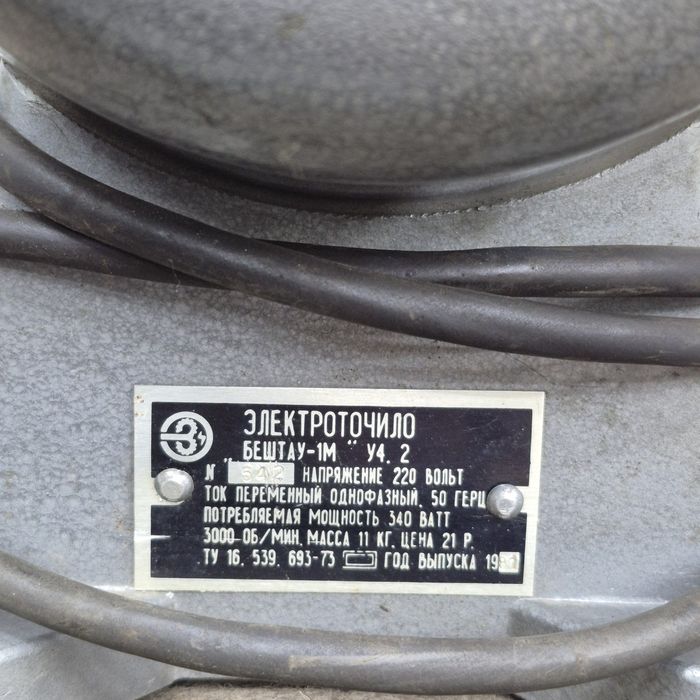 ЭЛЕКТРОТОЧИЛО
"БЕШТАУ-1М" У4. 2
N 542 НАПРЯЖЕНИЕ 220 ВОЛЬТ
ТОК ПЕРЕМЕННЫЙ ОДНОФАЗНЫЙ, 50 ГЕРЦ
ПОТРЕБЛЯЕМАЯ МОЩНОСТЬ 340 ВАТТ
3000 ОБ/МИН, МАССА 11 КГ, ЦЕНА 21 Р.
ТУ 16. 539. 693-73 ГОД ВЫПУСКА